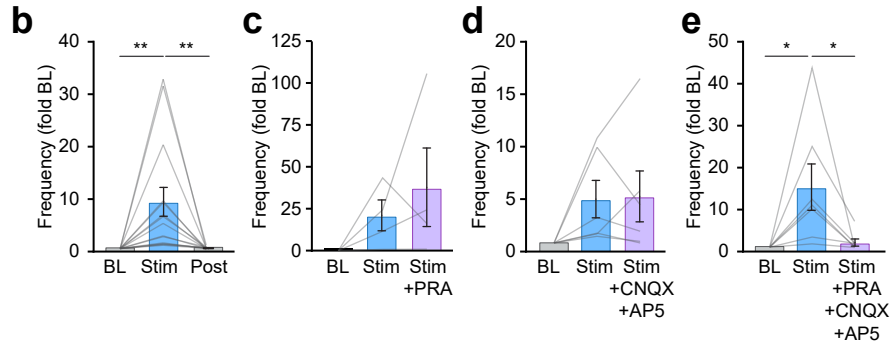 b
Frequency (fold BL)
40
30
20
10
0
** **
BL Stim Post
c
Frequency (fold BL)
125
100
75
50
25
0
BL Stim Stim
+PRA
d
Frequency (fold BL)
20
15
10
5
0
BL Stim Stim
+CNQX
+AP5
e
Frequency (fold BL)
50
40
30
20
10
0
* *
BL Stim Stim
+PRA
+CNQX
+AP5